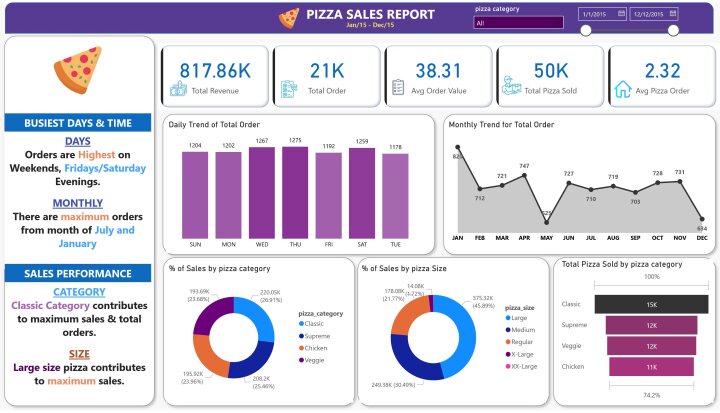 PIZZA SALES REPORT
Jan/15 - Dec/15
pizza category
All
1/1/2015
12/12/2015
BUSIEST DAYS & TIME
DAYS
Orders are Highest on
Weekends, Fridays/Saturday
Evenings.
MONTHLY
There are maximum orders
from month of July and
January
SALES PERFORMANCE
CATEGORY
Classic Category contributes
to maximum sales & total
orders.
SIZE
Large size pizza contributes
to maximum sales.
817.86K
Total Revenue
21K
Total Order
38.31
Avg Order Value
50K
Total Pizza Sold
2.32
Avg Pizza Order
Daily Trend of Total Order
1204 1202 1267 1275 1192 1259 1178
SUN MON WED THU FRI SAT TUE
Monthly Trend for Total Order
712 721 747 727 710 719 703 728 731 634
JAN FEB MAR APR MAY JUN JUL AUG SEP OCT NOV DEC
% of Sales by pizza category
193.69K
(23.68%)
220.05K
(26.91%)
195.92K
(23.96%)
208.2K
(25.46%)
pizza_category
Classic
Supreme
Chicken
Veggie
% of Sales by pizza Size
14.08K
178.08K
(21.77%)
375.32K
(45.89%)
249.38K (30.49%)
pizza_size
Large
Medium
Regular
X-Large
XX-Large
Total Pizza Sold by pizza category
100%
Classic 15K
Supreme 12K
Veggie 12K
Chicken 11K
74.2%